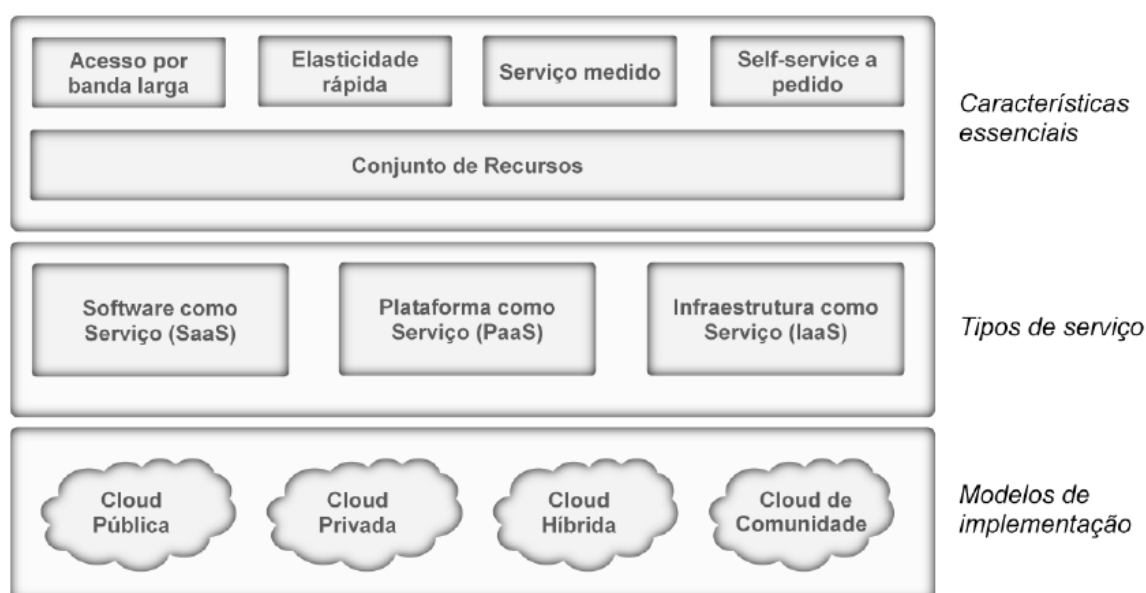 Acesso por
banda larga
Elasticidade
rápida
Serviço medido
Self-service a
pedido
Características
essenciais
Conjunto de Recursos
Software como
Serviço (SaaS)
Plataforma como
Serviço (PaaS)
Infraestrutura como
Serviço (IaaS)
Tipos de serviço
Cloud
Pública
Cloud
Privada
Cloud
Híbrida
Cloud de
Comunidade
Modelos de
implementação